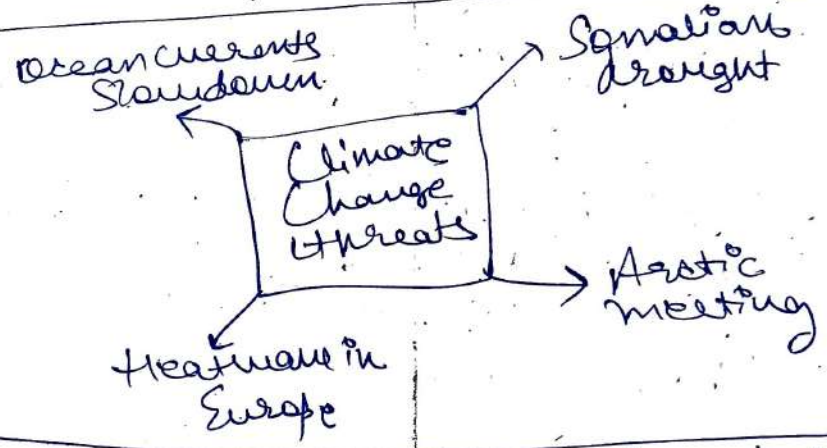 Ocean currents
Slowdown
Somalian
drought
Climate
Change
threats
Arctic
meeting
Heatwave in
Europe